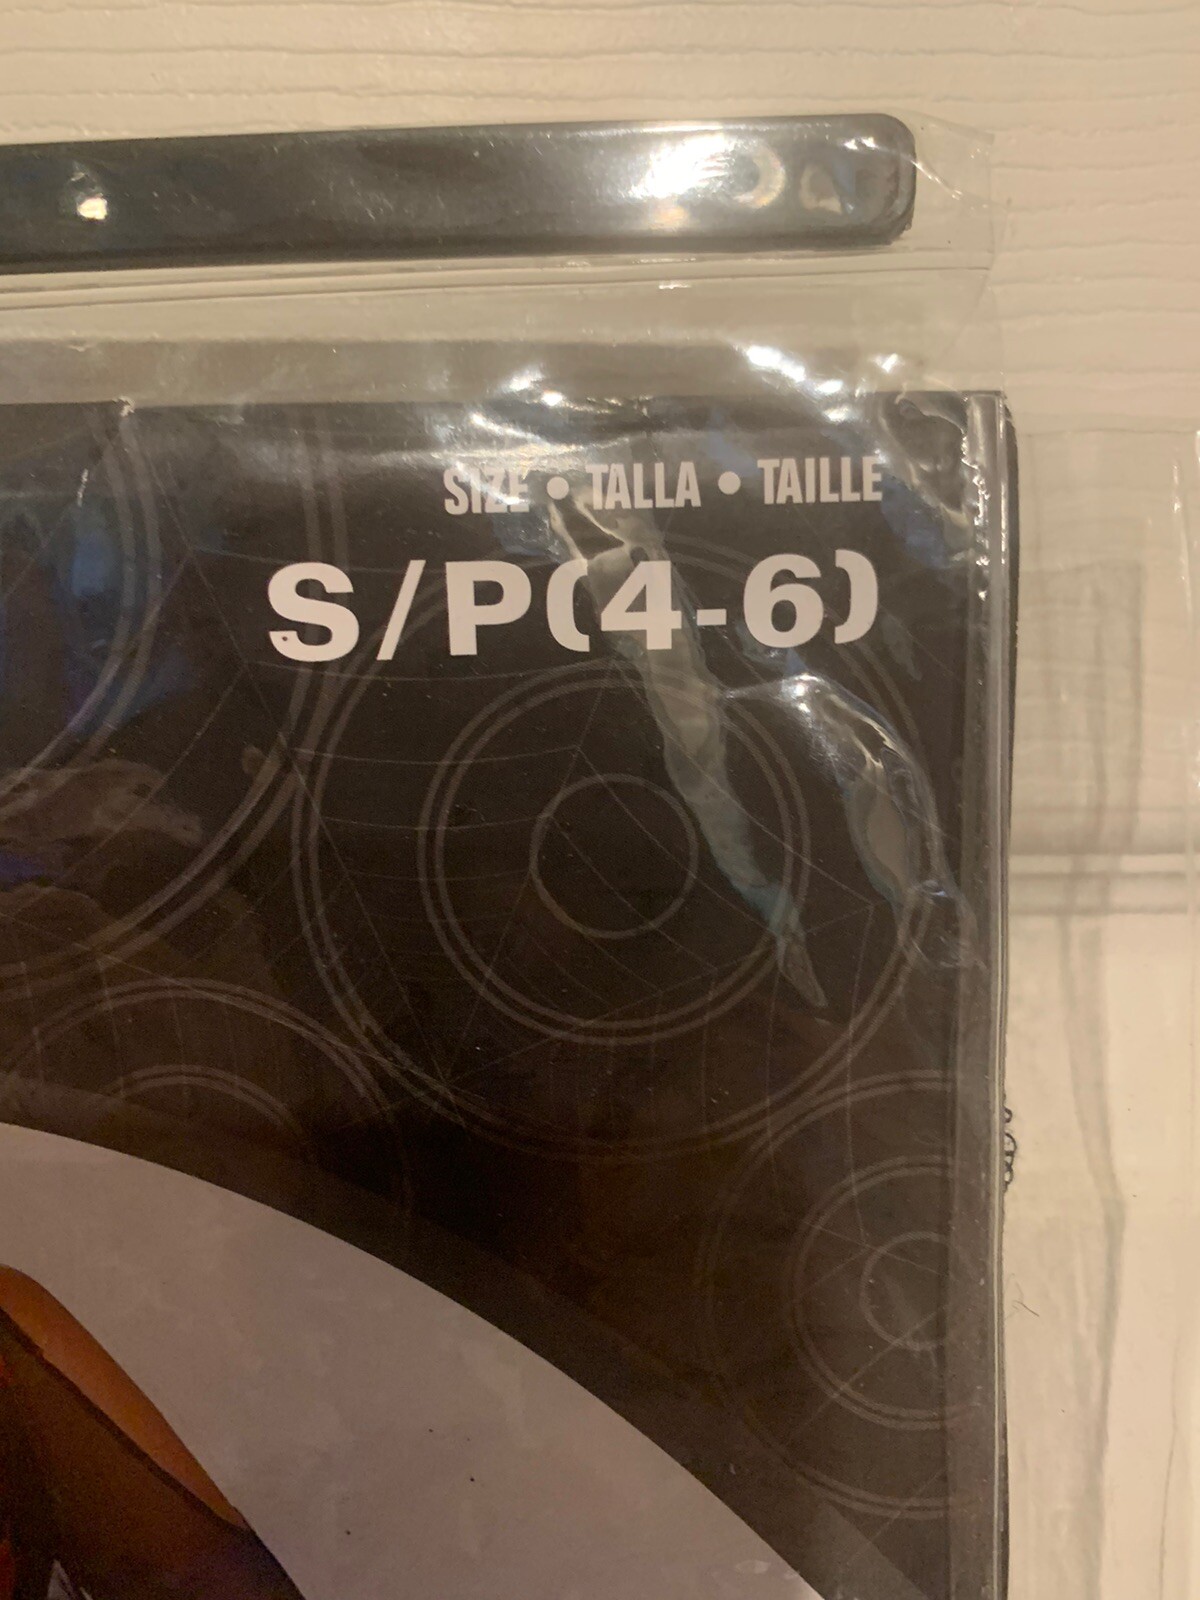 SIZE • TALLA • TAILLE
S/P(4-6)